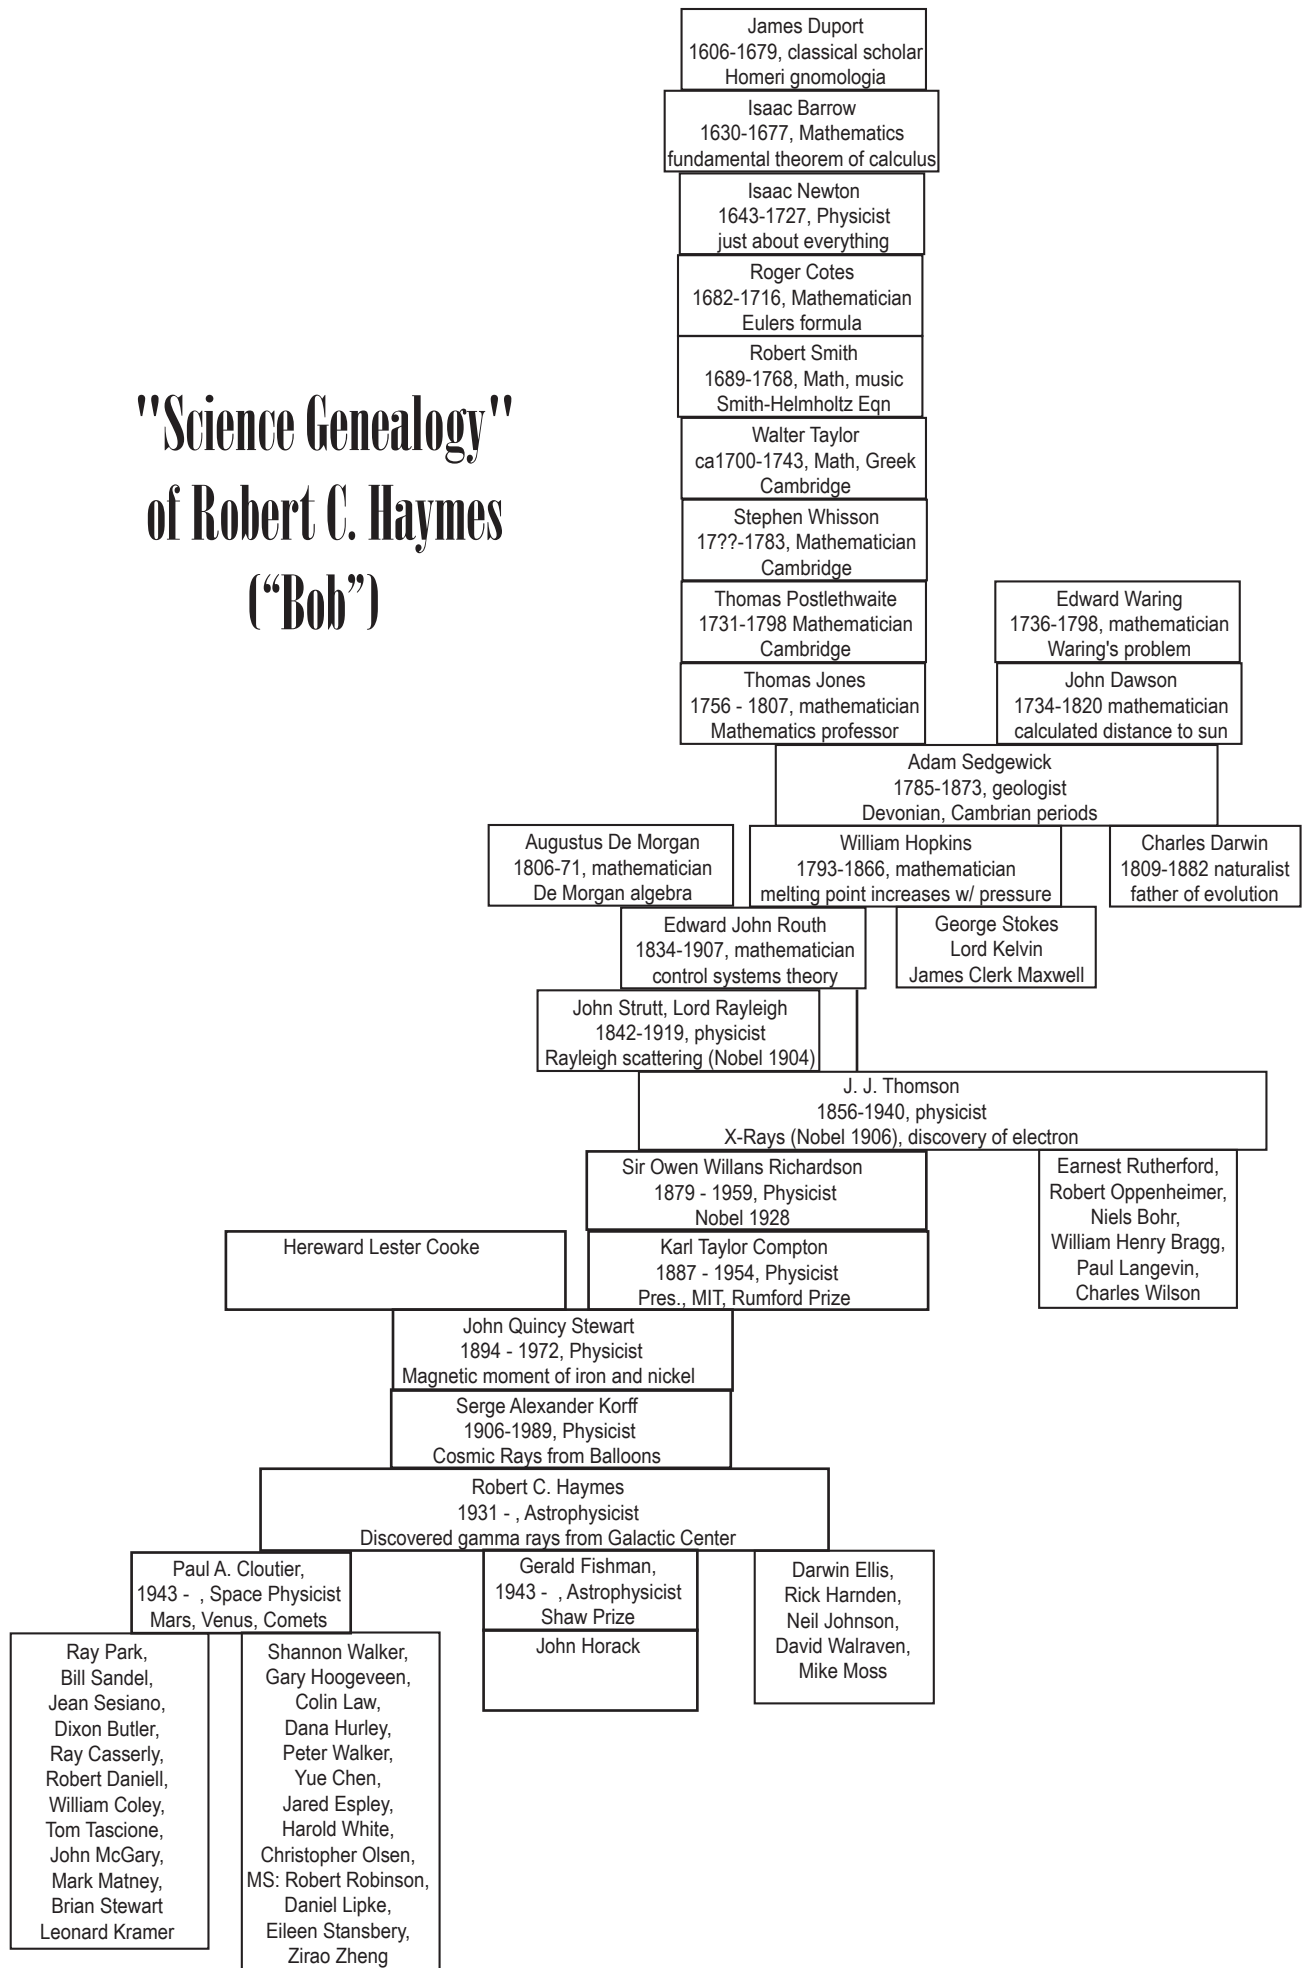 "Science Genealogy"
of Robert C. Haymes
(“Bob”)
James Duport
1606-1679, classical scholar
Homeri gnomologia
Isaac Barrow
1630-1677, Mathematics
fundamental theorem of calculus
Isaac Newton
1643-1727, Physicist
just about everything
Roger Cotes
1682-1716, Mathematician
Eulers formula
Robert Smith
1689-1768, Math, music
Smith-Helmholtz Eqn
Walter Taylor
ca1700-1743, Math, Greek
Cambridge
Stephen Whisson
17??-1783, Mathematician
Cambridge
Thomas Postlethwaite
1731-1798 Mathematician
Cambridge
Edward Waring
1736-1798, mathematician
Waring's problem
Thomas Jones
1756 - 1807, mathematician
Mathematics professor
John Dawson
1734-1820 mathematician
calculated distance to sun
Adam Sedgewick
1785-1873, geologist
Devonian, Cambrian periods
Augustus De Morgan
1806-71, mathematician
De Morgan algebra
William Hopkins
1793-1866, mathematician
melting point increases w/ pressure
Charles Darwin
1809-1882 naturalist
father of evolution
Edward John Routh
1834-1907, mathematician
control systems theory
George Stokes
Lord Kelvin
James Clerk Maxwell
John Strutt, Lord Rayleigh
1842-1919, physicist
Rayleigh scattering (Nobel 1904)
J. J. Thomson
1856-1940, physicist
X-Rays (Nobel 1906), discovery of electron
Sir Owen Willans Richardson
1879 - 1959, Physicist
Nobel 1928
Earnest Rutherford,
Robert Oppenheimer,
Niels Bohr,
William Henry Bragg,
Paul Langevin,
Charles Wilson
Hereward Lester Cooke
Karl Taylor Compton
1887 - 1954, Physicist
Pres., MIT, Rumford Prize
John Quincy Stewart
1894 - 1972, Physicist
Magnetic moment of iron and nickel
Serge Alexander Korff
1906-1989, Physicist
Cosmic Rays from Balloons
Robert C. Haymes
1931 - , Astrophysicist
Discovered gamma rays from Galactic Center
Paul A. Cloutier,
1943 - , Space Physicist
Mars, Venus, Comets
Gerald Fishman,
1943 - , Astrophysicist
Shaw Prize
Darwin Ellis,
Rick Harnden,
Neil Johnson,
David Walraven,
Mike Moss
Ray Park,
Bill Sandel,
Jean Sesiano,
Dixon Butler,
Ray Casserly,
Robert Daniell,
William Coley,
Tom Tascione,
John McGary,
Mark Matney,
Brian Stewart
Leonard Kramer
Shannon Walker,
Gary Hoogeveen,
Colin Law,
Dana Hurley,
Peter Walker,
Yue Chen,
Jared Espley,
Harold White,
Christopher Olsen,
MS: Robert Robinson,
Daniel Lipke,
Eileen Stansbery,
Zirao Zheng
John Horack